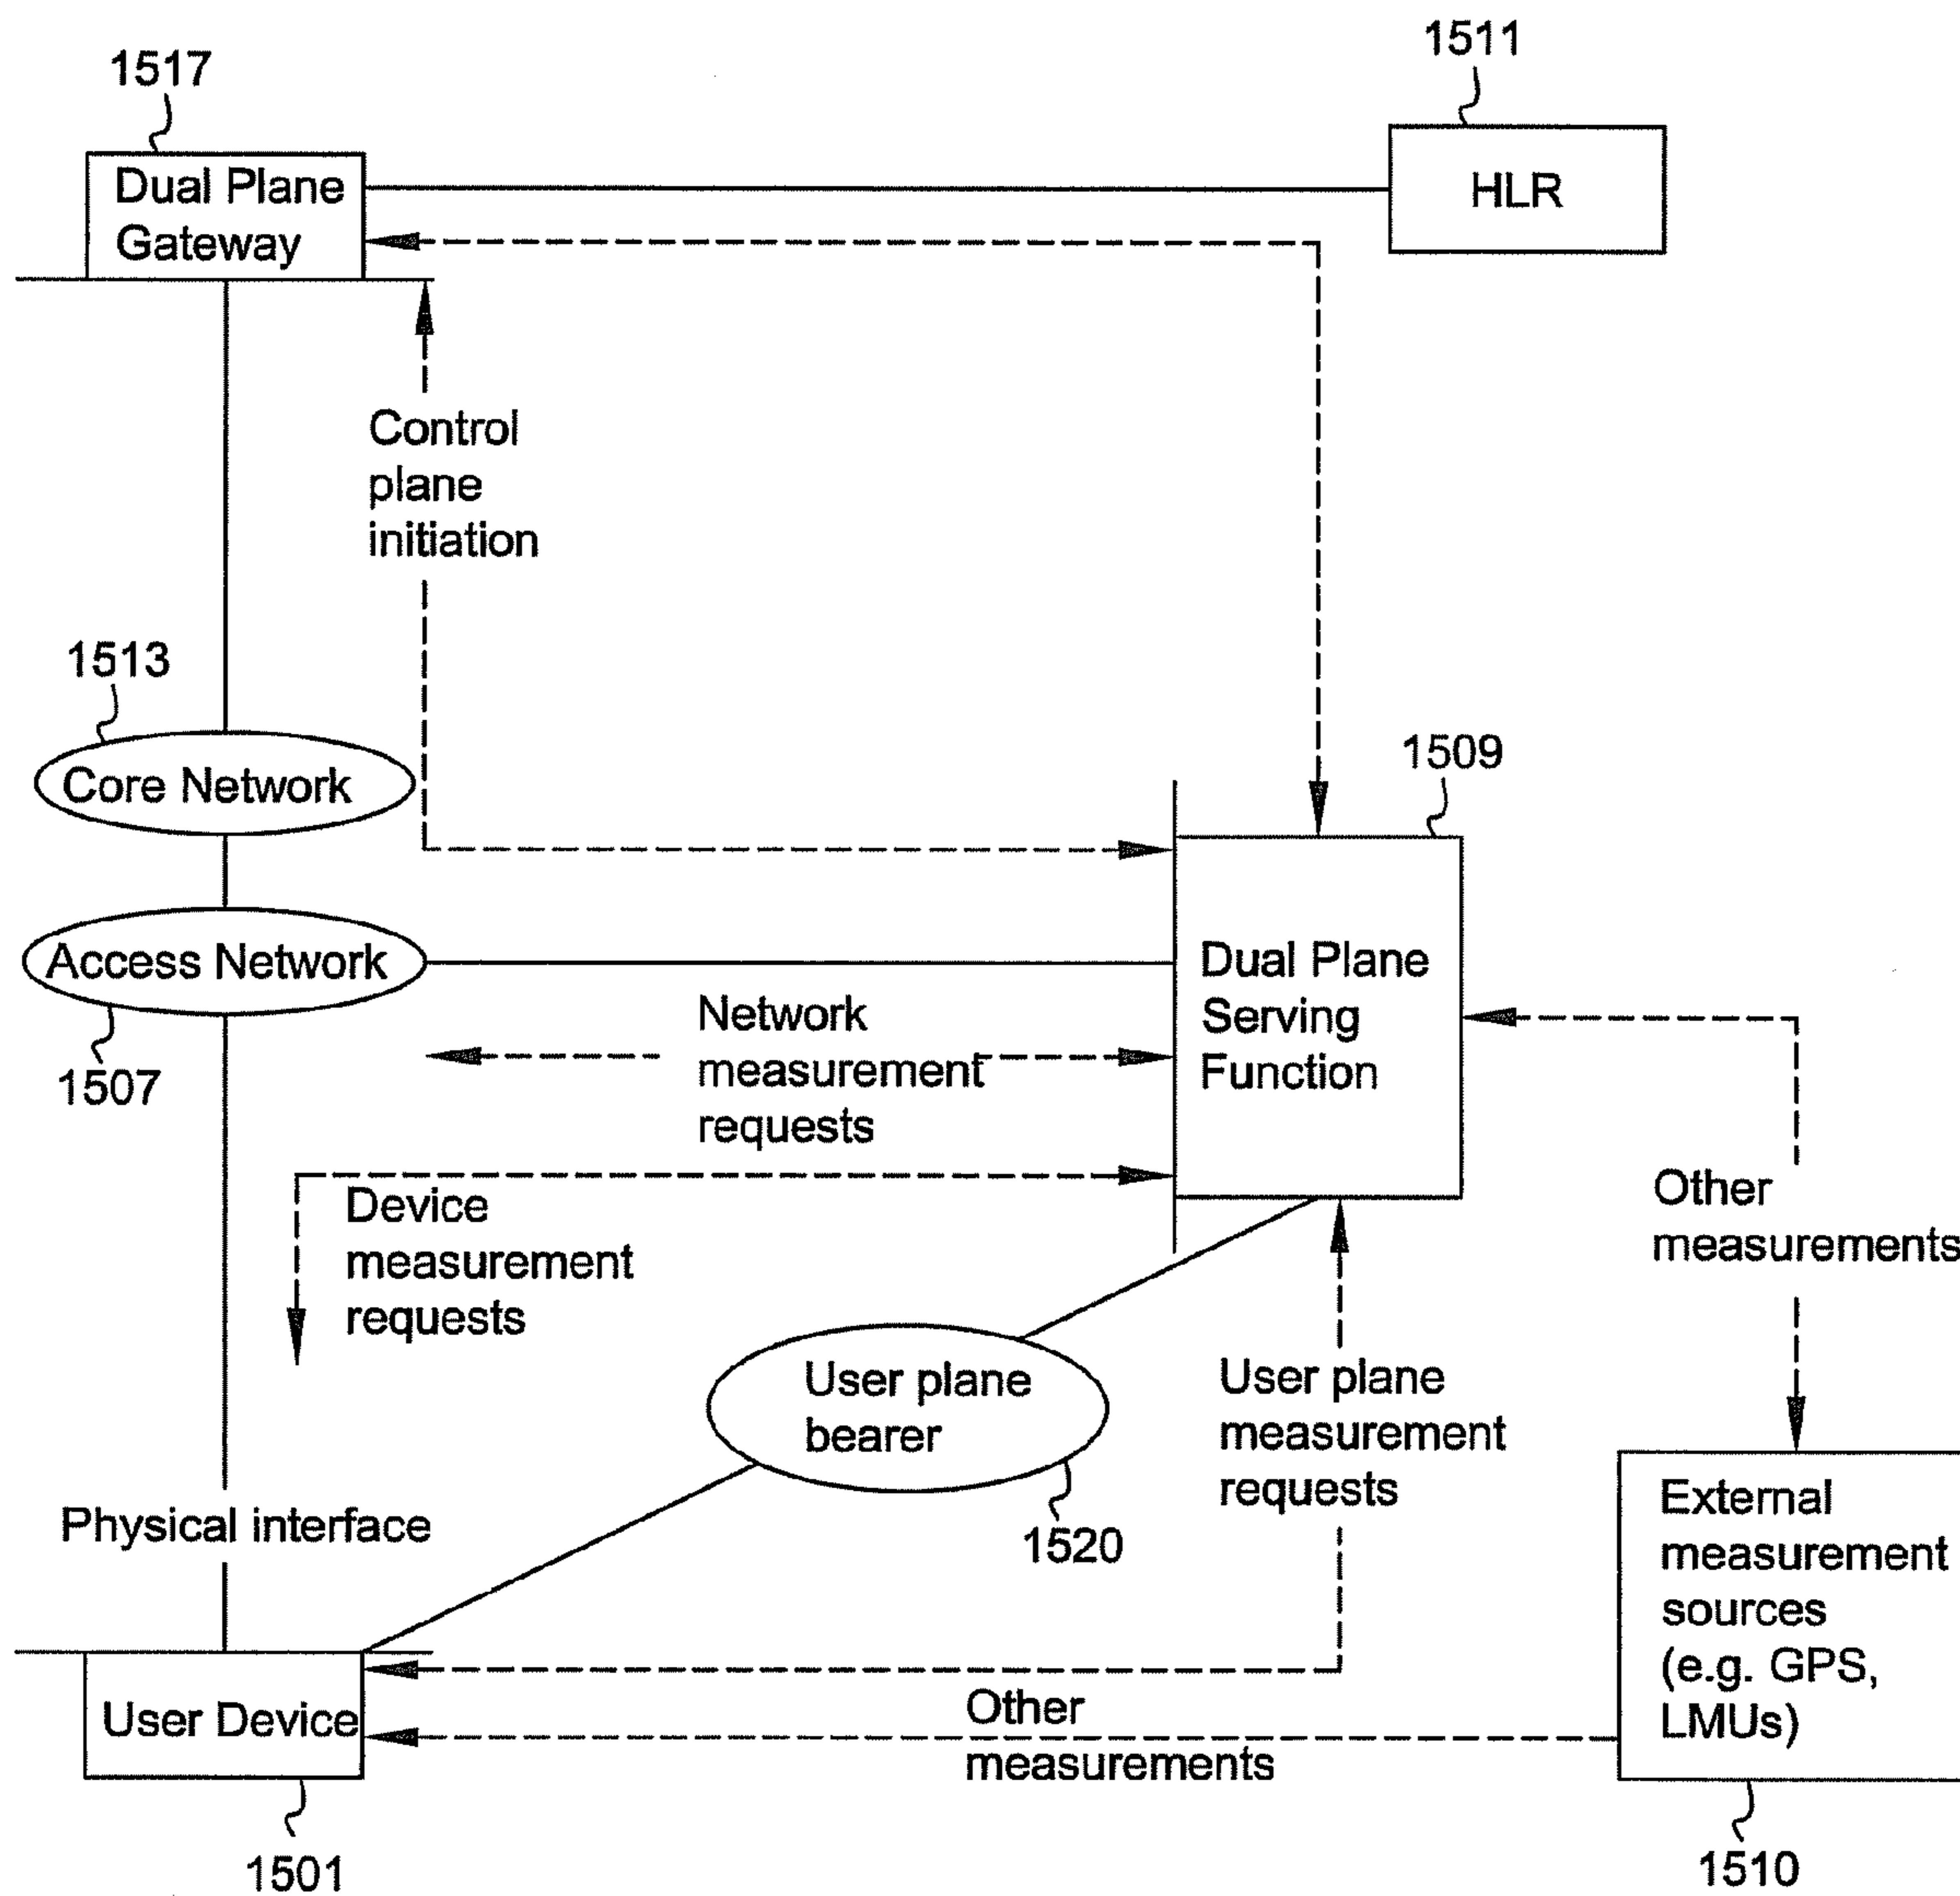 1517
1511
Dual Plane
Gateway
HLR
Control
plane
initiation
1513
Core Network
1509
Access Network
1507
Dual Plane
Serving
Function
Network
measurement
requests
Device
measurement
requests
Other
measurements
User plane
bearer
1520
User plane
measurement
requests
Physical interface
External
measurement
sources
(e.g. GPS,
LMUs)
User Device
Other
measurements
1501
1510